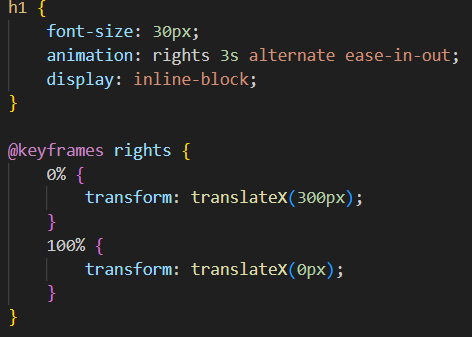 h1 {
    font-size: 30px;
    animation: rights 3s alternate ease-in-out;
    display: inline-block;
}

@keyframes rights {
    0% {
        transform: translateX(300px);
    }
    100% {
        transform: translateX(0px);
    }
}